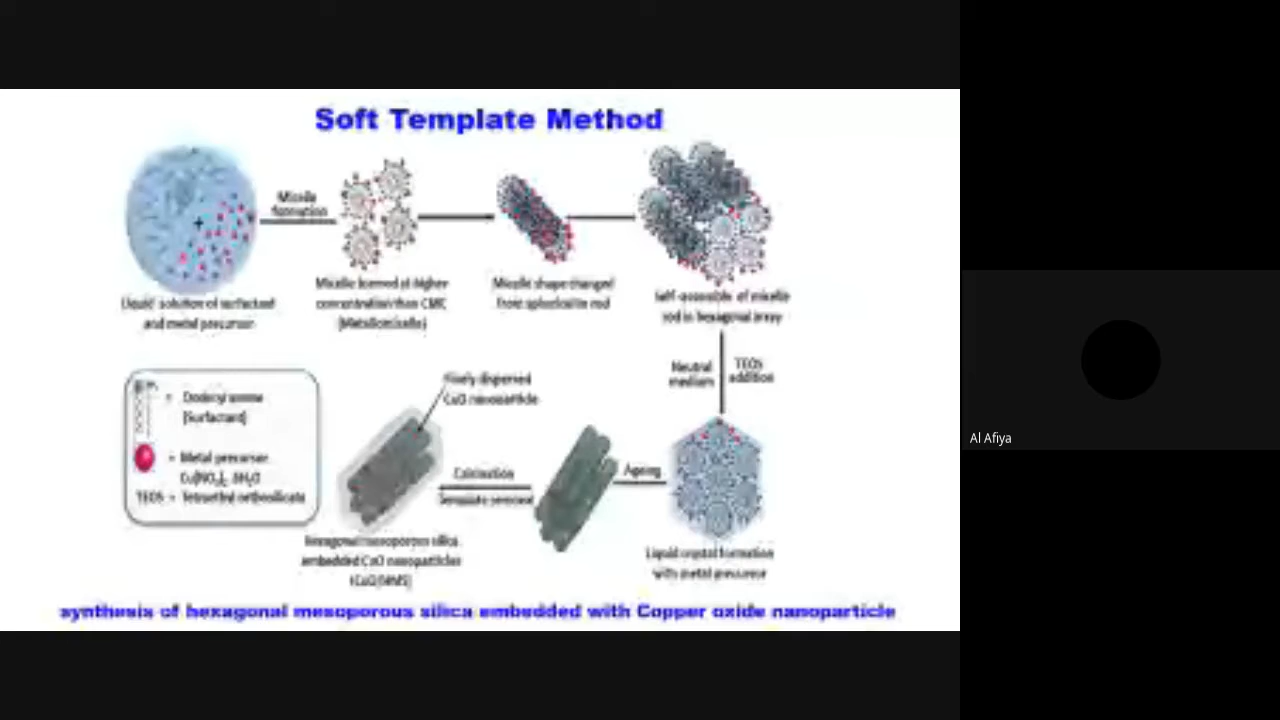 Soft Template Method
Micelle
formation
Liquid solution of surfactant
and metal precursor
Micelle formed at higher
concentration than CMC
(Metallomicelle)
Micelle shape changed
from spherical to rod
Self-assemble of micelle
rod in hexagonal array
Neutral
medium
TEOS
addition
Finely dispersed
CuO nanoparticle
= Dodecyl amine
[Surfactant]
= Metal precursor
TEOS = Tetraethyl orthosilicate
Calcination
Template removal
Ageing
Hexagonal mesoporous silica
embedded CuO nanoparticles
(CuO/HMS)
Liquid crystal formation
with metal precursor
synthesis of hexagonal mesoporous silica embedded with Copper oxide nanoparticle
Al Afiya